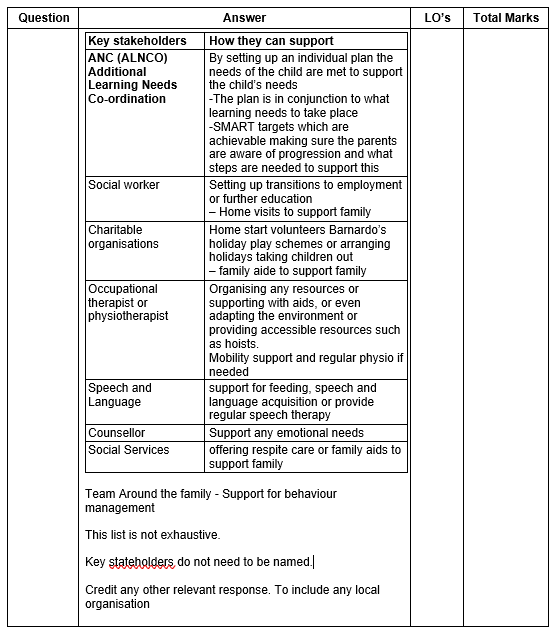 Question Answer LO's Total Marks
Key stakeholders How they can support
ANC (ALNCO) By setting up an individual plan the
Additional needs of the child are met to support
Learning Needs the child's needs
Co-ordination -The plan is in conjunction to what
learning needs to take place
-SMART targets which are
achievable making sure the parents
are aware of progression and what
steps are needed to support this
Social worker Setting up transitions to employment
or further education
– Home visits to support family
Charitable Home start volunteers Barnardo's
organisations holiday play schemes or arranging
holidays taking children out
– family aide to support family
Occupational Organising any resources or
therapist or supporting with aids, or even
physiotherapist adapting the environment or
providing accessible resources such
as hoists.
Mobility support and regular physio if
needed
Speech and support for feeding, speech and
Language language acquisition or provide
regular speech therapy
Counsellor Support any emotional needs
Social Services offering respite care or family aids to
support family
Team Around the family - Support for behaviour
management
This list is not exhaustive.
Key stateholders do not need to be named.
Credit any other relevant response. To include any local
organisation